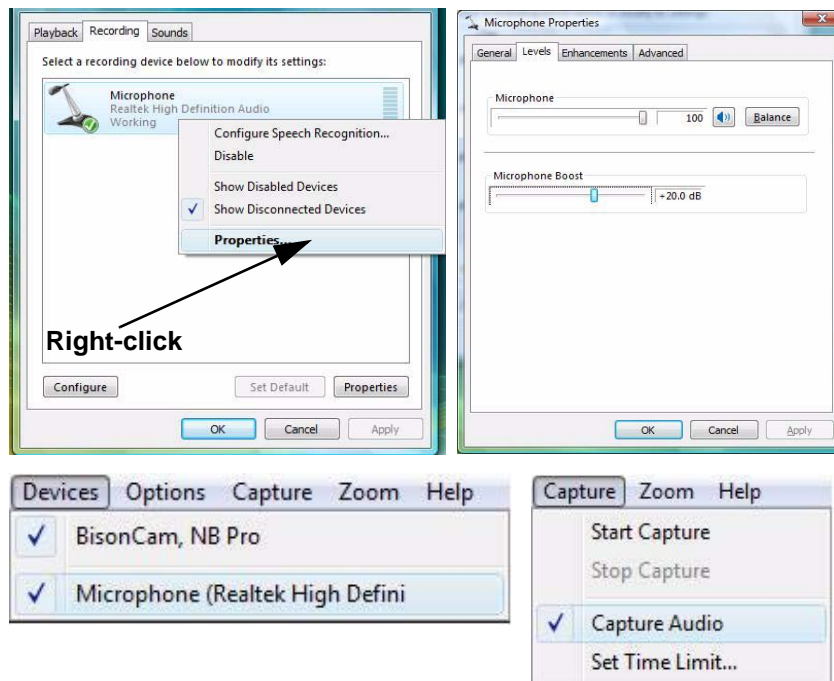 Playback Recording Sounds
Select a recording device below to modify its settings:
Microphone
Realtek High Definition Audio
Working
Configure Speech Recognition...
Disable
Show Disabled Devices
Show Disconnected Devices
Properties...
Right-click
Configure Set Default Properties
OK Cancel Apply
Microphone Properties
General Levels Enhancements Advanced
Microphone
100 Balance
Microphone Boost
+20.0 dB
OK Cancel Apply
Devices Options Capture Zoom Help
BisonCam, NB Pro
Microphone (Realtek High Defini
Capture Zoom Help
Start Capture
Stop Capture
Capture Audio
Set Time Limit...